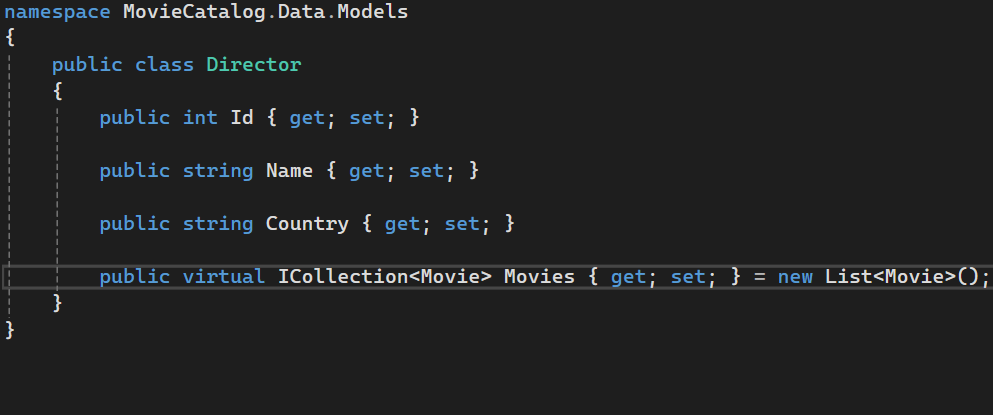 namespace MovieCatalog.Data.Models
{
    public class Director
    {
        public int Id { get; set; }
        public string Name { get; set; }
        public string Country { get; set; }
        public virtual ICollection<Movie> Movies { get; set; } = new List<Movie>();
    }
}